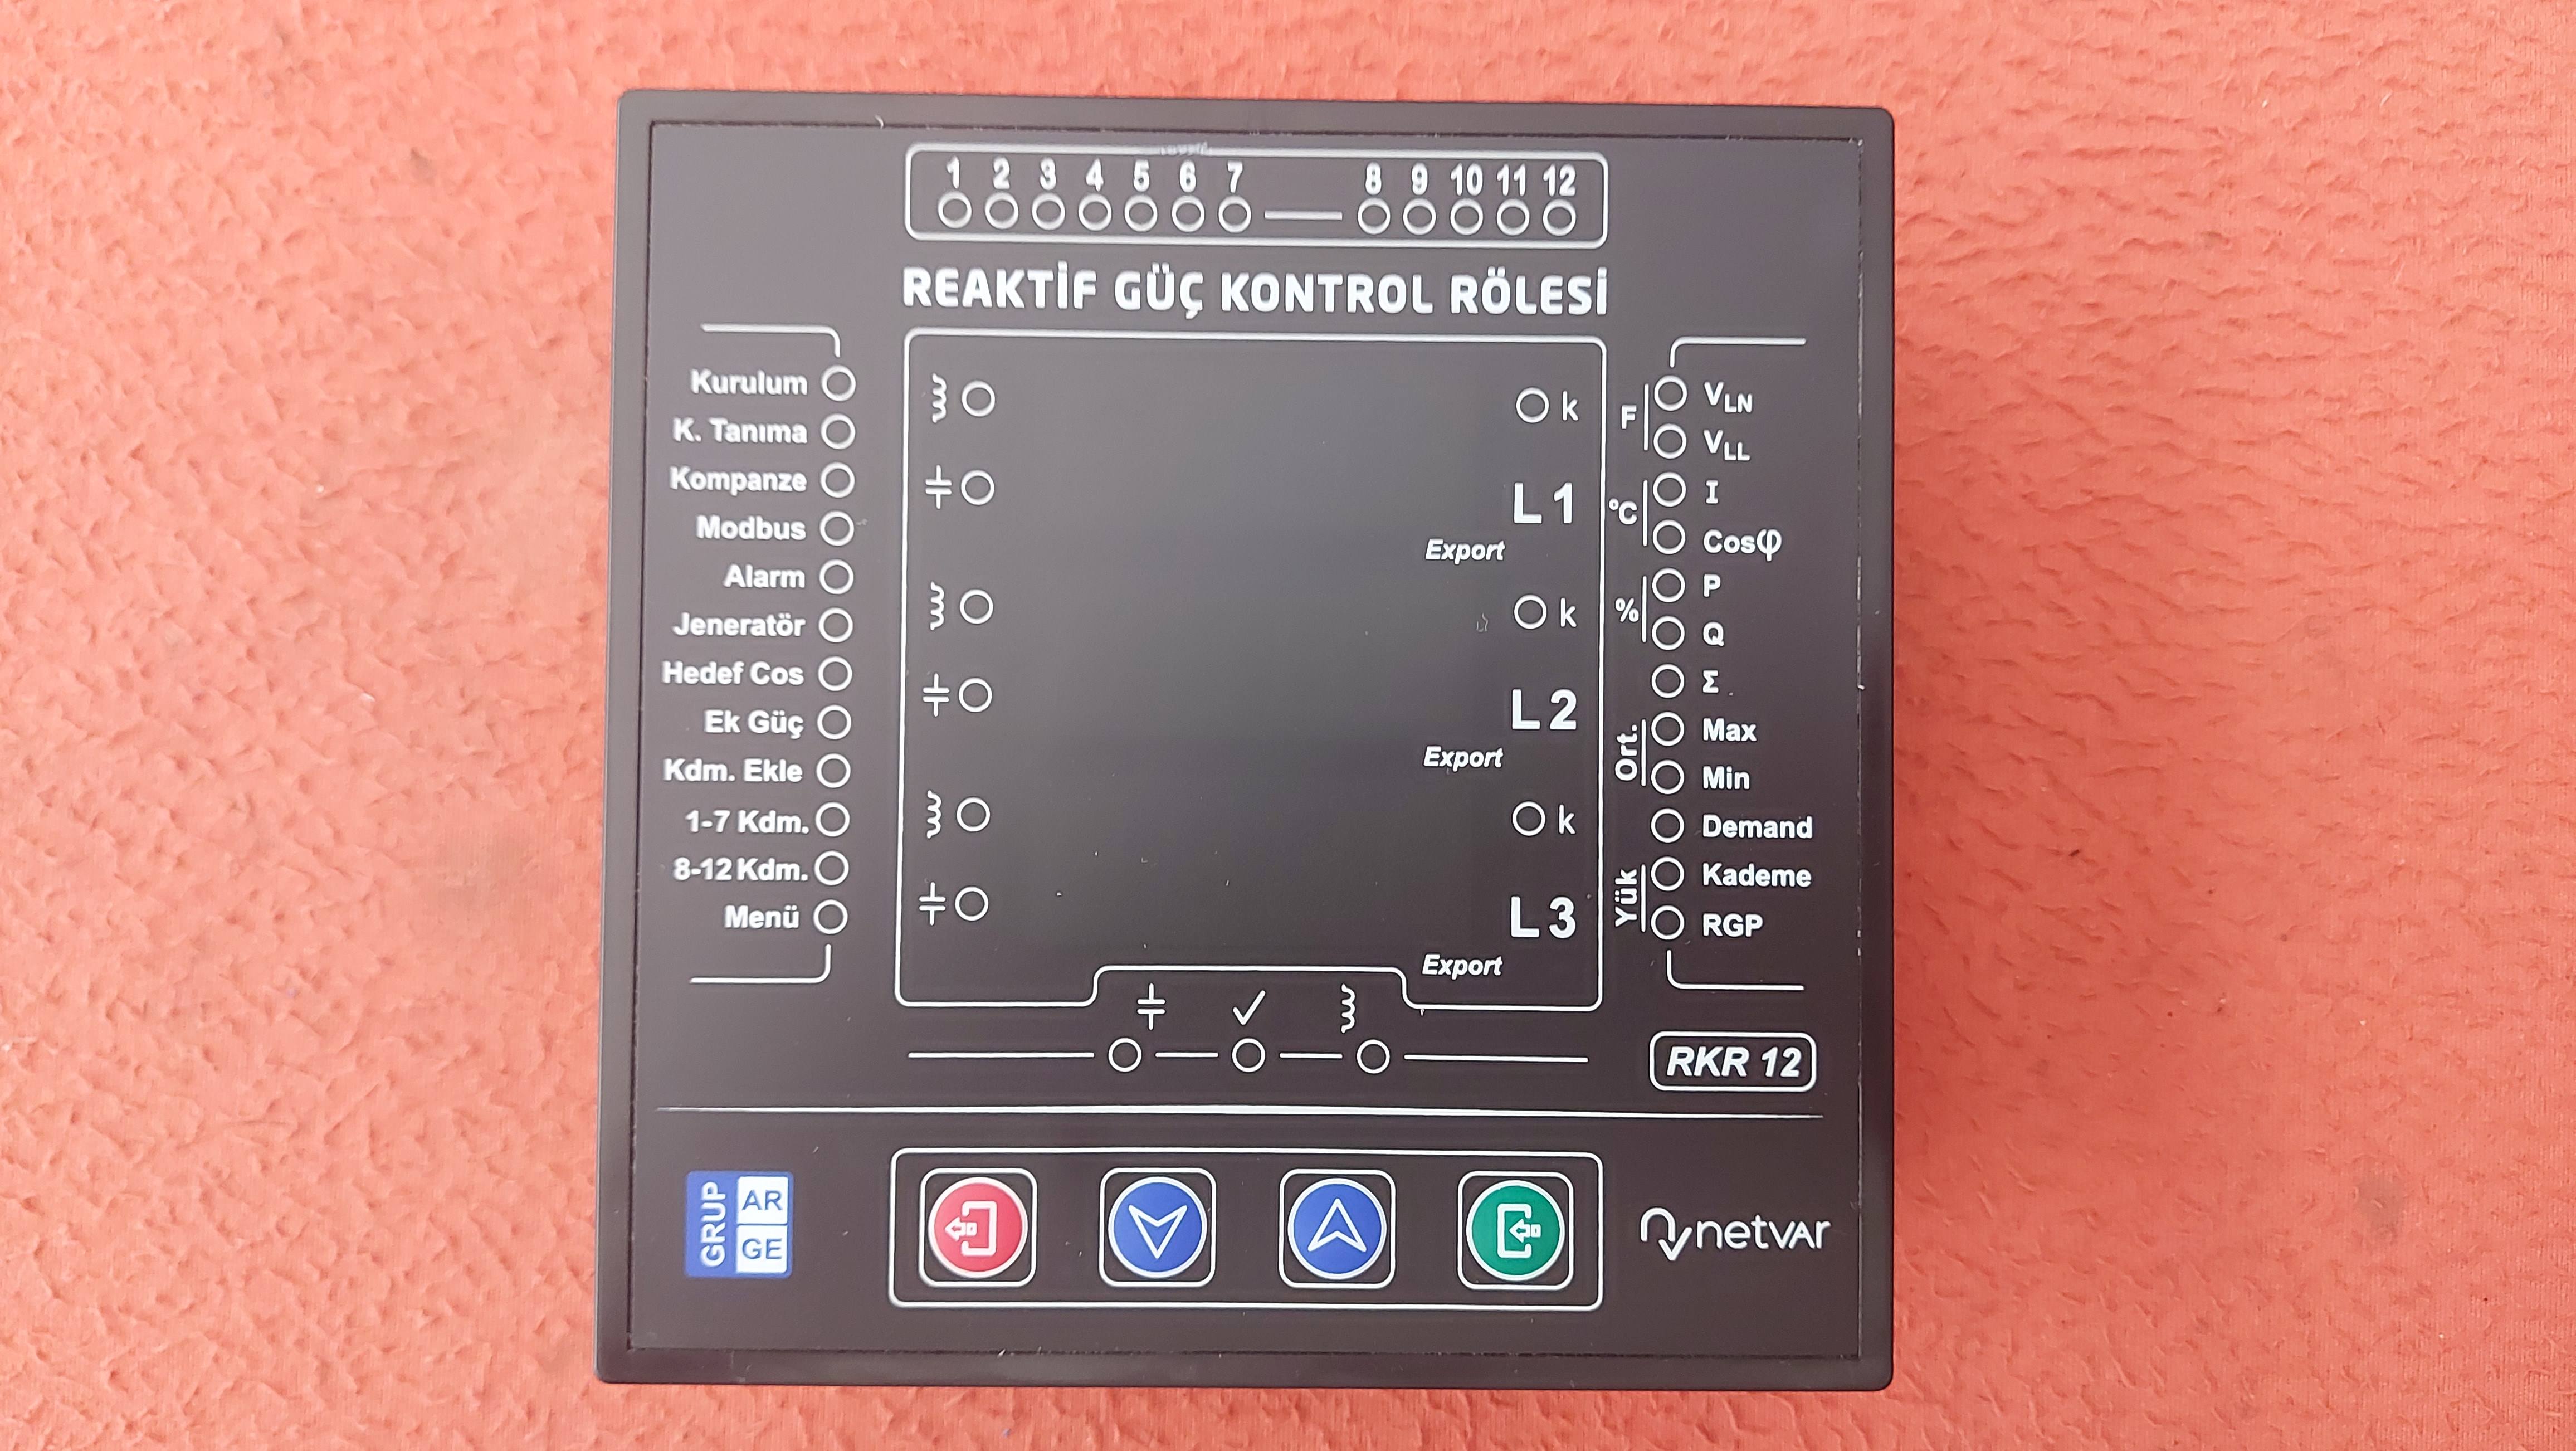 1 2 3 4 5 6 7 8 9 10 11 12
REAKTİF GÜÇ KONTROL RÖLESİ
Kurulum
K. Tanıma
Kompanze
Modbus
Alarm
Jeneratör
Hedef Cos
Ek Güç
Kdm. Ekle
1-7 Kdm.
8-12 Kdm.
Menü
k
L1
Export
k
L2
Export
k
L3
Export
F
°C
%
Ort.
Yük
VLN
VLL
I
Cosφ
P
Q
Σ
Max
Min
Demand
Kademe
RGP
RKR 12
GRUP
AR
GE
netvar